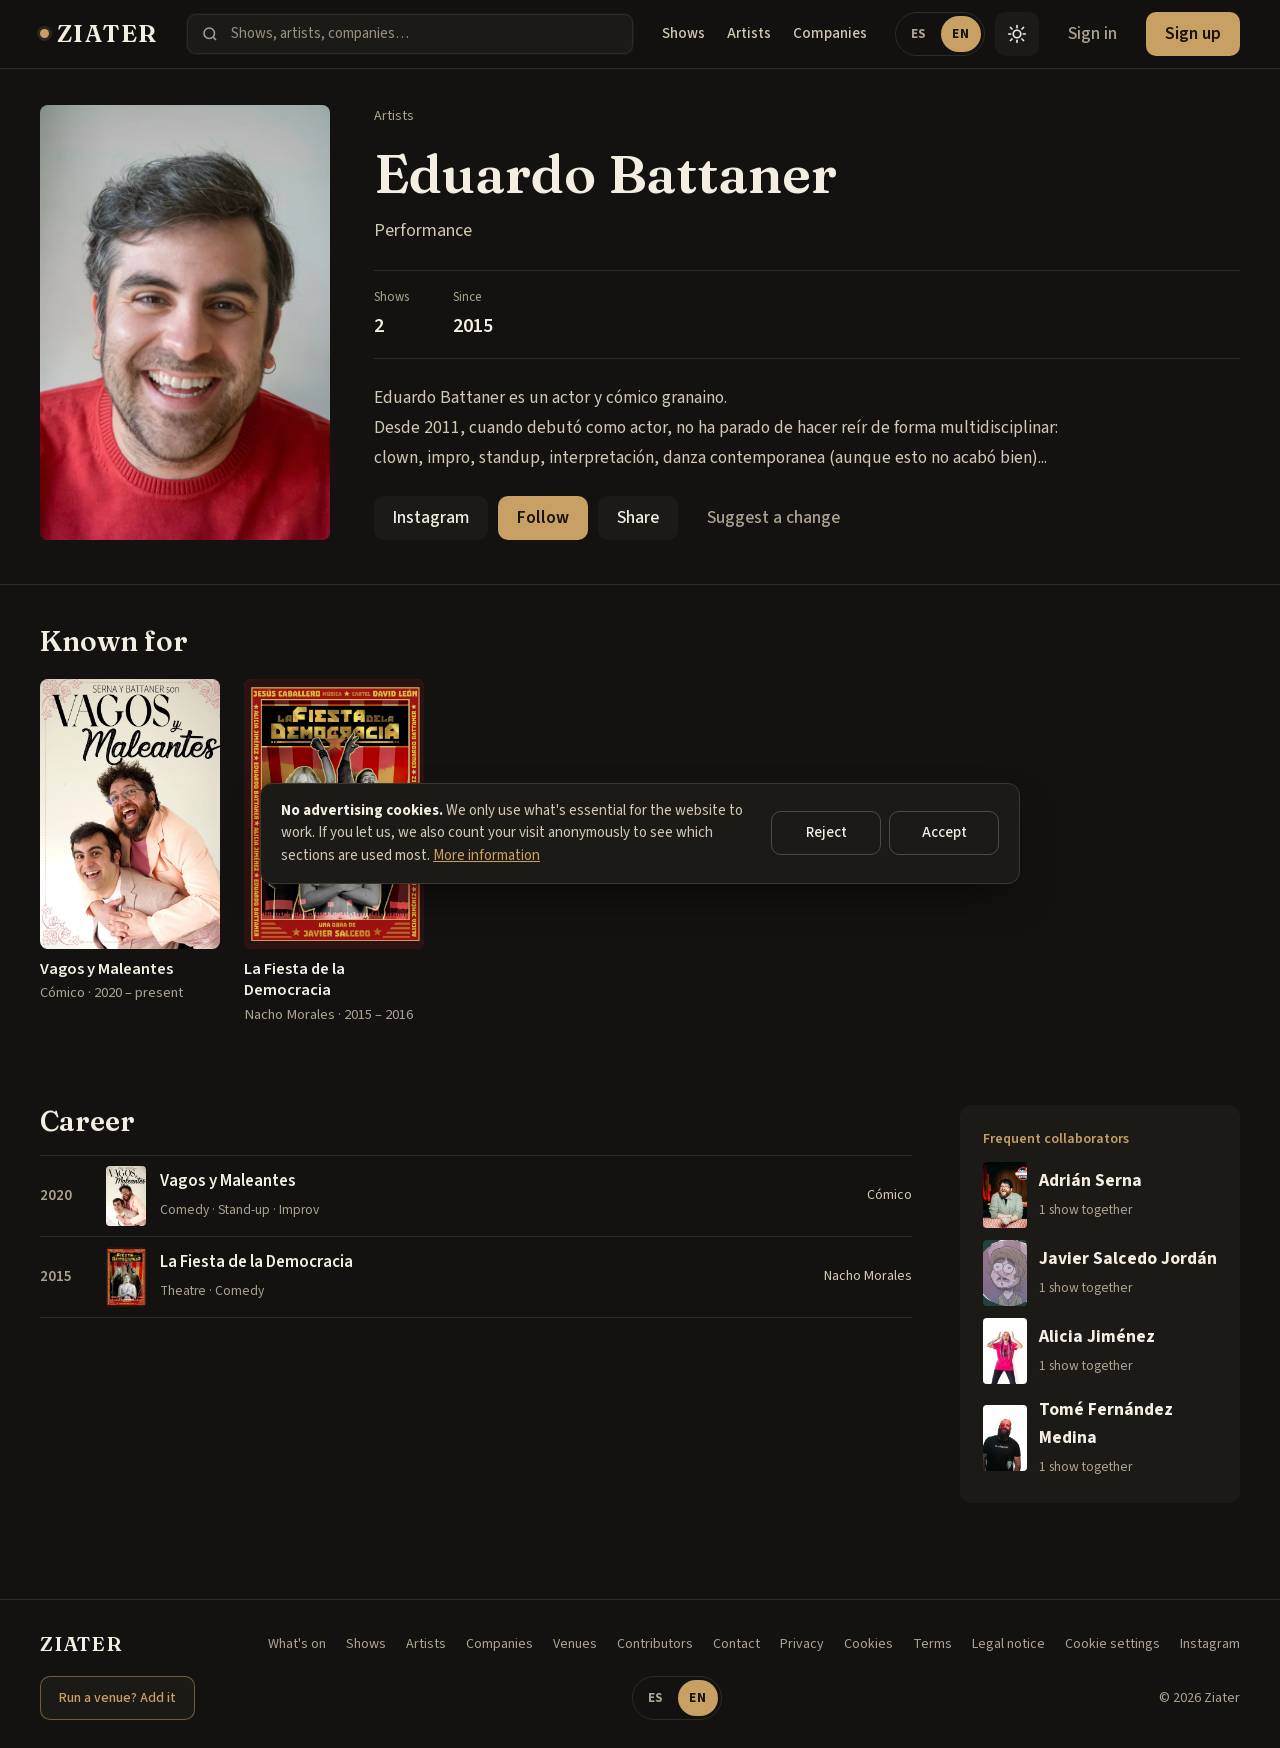 ZIATER
Shows, artists, companies…
Shows
Artists
Companies
ES
EN
Sign in
Sign up
Artists
Eduardo Battaner
Performance
Shows
Since
2
2015
Eduardo Battaner es un actor y cómico granaino.
Desde 2011, cuando debutó como actor, no ha parado de hacer reír de forma multidisciplinar:
clown, impro, standup, interpretación, danza contemporanea (aunque esto no acabó bien)...
Instagram
Follow
Share
Suggest a change
Known for
SERNA Y BATTANER son
VAGOS y
Maleantes
JESÚS CABALLERO MÚSICA ★ CARTEL DAVID LEÓN
LA FIESTA DE LA
DEMOCRACIA
ALICIA JIMÉNEZ ★ EDUARDO BATTANER
UNA OBRA DE
JAVIER SALCEDO
No advertising cookies. We only use what's essential for the website to
work. If you let us, we also count your visit anonymously to see which
sections are used most. More information
Reject
Accept
Vagos y Maleantes
Cómico · 2020 – present
La Fiesta de la
Democracia
Nacho Morales · 2015 – 2016
Career
2020
VAGOS y
Maleantes
Vagos y Maleantes
Comedy · Stand-up · Improv
Cómico
2015
FIESTA
DEMOCRACIA
La Fiesta de la Democracia
Theatre · Comedy
Nacho Morales
Frequent collaborators
Adrián Serna
1 show together
Javier Salcedo Jordán
1 show together
Alicia Jiménez
1 show together
Tomé Fernández
Medina
1 show together
ZIATER
What's on
Shows
Artists
Companies
Venues
Contributors
Contact
Privacy
Cookies
Terms
Legal notice
Cookie settings
Instagram
Run a venue? Add it
ES
EN
© 2026 Ziater